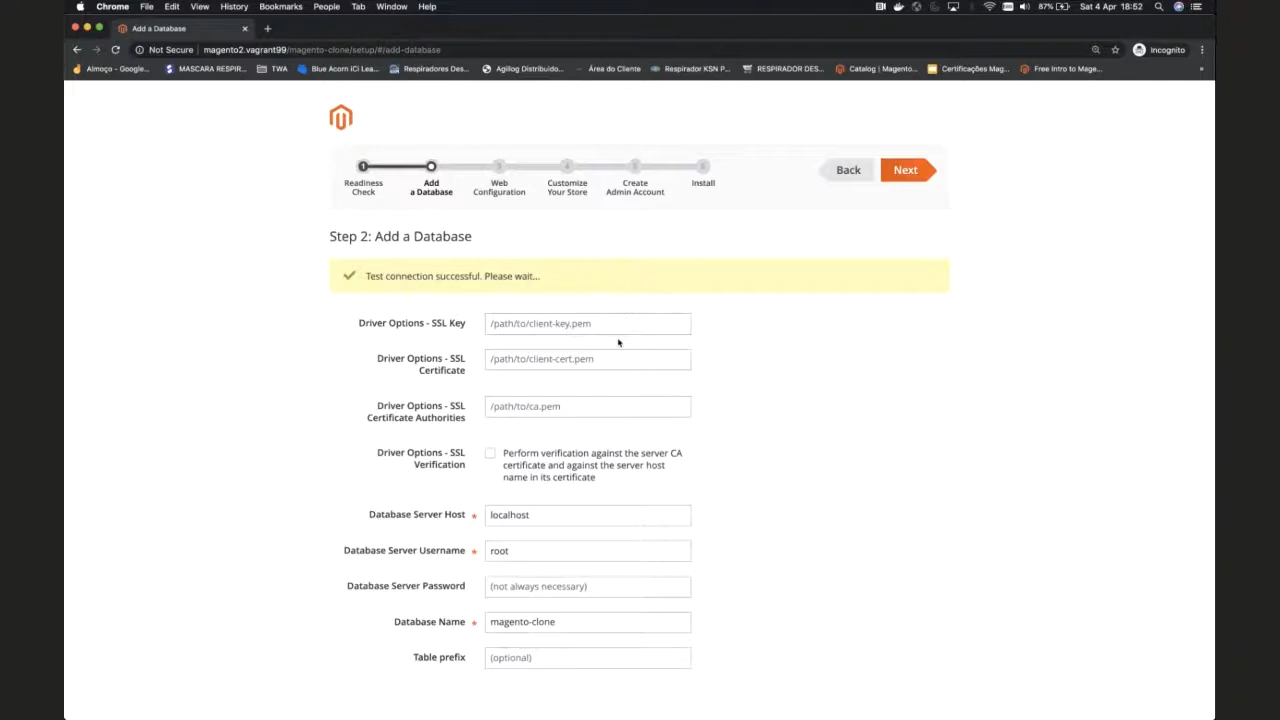 Chrome File Edit View History Bookmarks People Tab Window Help 87% Sat 4 Apr 18:52
Add a Database
Not Secure magento2.vagrant99/magento-clone/setup/#/add-database Incognito
Almoço - Google... MASCARA RESPIR... TWA Blue Acorn iCi Lea... Respiradores Des... Agillog Distribuido... Área do Cliente Respirador KSN P... RESPIRADOR DES... Catalog | Magento... Certificações Mag... Free Intro to Mage... »
1
Readiness
Check
Add
a Database
3
Web
Configuration
4
Customize
Your Store
5
Create
Admin Account
6
Install
Back
Next
Step 2: Add a Database
Test connection successful. Please wait...
Driver Options - SSL Key /path/to/client-key.pem
Driver Options - SSL
Certificate
/path/to/client-cert.pem
Driver Options - SSL
Certificate Authorities
/path/to/ca.pem
Driver Options - SSL
Verification
Perform verification against the server CA
certificate and against the server host
name in its certificate
Database Server Host * localhost
Database Server Username * root
Database Server Password (not always necessary)
Database Name * magento-clone
Table prefix (optional)